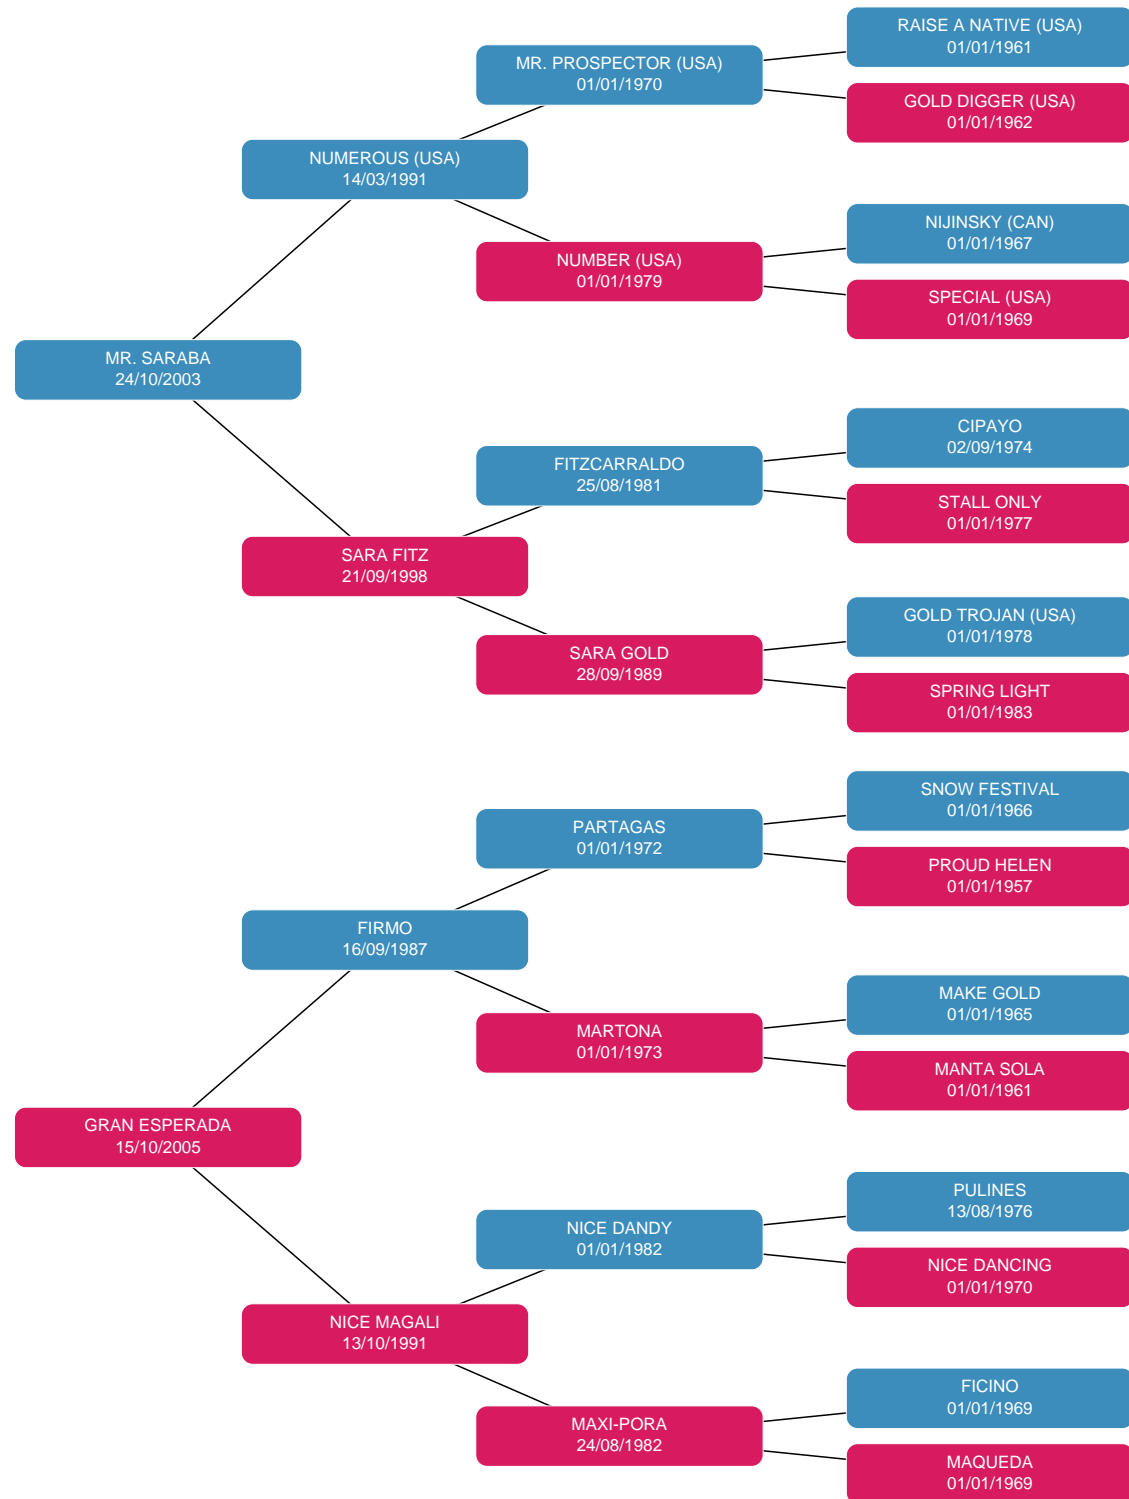 RAISE A NATIVE (USA)
01/01/1961
MR. PROSPECTOR (USA)
01/01/1970
GOLD DIGGER (USA)
01/01/1962
NUMEROUS (USA)
14/03/1991
NIJINSKY (CAN)
01/01/1967
NUMBER (USA)
01/01/1979
SPECIAL (USA)
01/01/1969
MR. SARABA
24/10/2003
CIPAYO
02/09/1974
FITZCARRALDO
25/08/1981
STALL ONLY
01/01/1977
SARA FITZ
21/09/1998
GOLD TROJAN (USA)
01/01/1978
SARA GOLD
28/09/1989
SPRING LIGHT
01/01/1983
SNOW FESTIVAL
01/01/1966
PARTAGAS
01/01/1972
PROUD HELEN
01/01/1957
FIRMO
16/09/1987
MAKE GOLD
01/01/1965
MARTONA
01/01/1973
MANTA SOLA
01/01/1961
GRAN ESPERADA
15/10/2005
PULINES
13/08/1976
NICE DANDY
01/01/1982
NICE DANCING
01/01/1970
NICE MAGALI
13/10/1991
FICINO
01/01/1969
MAXI-PORA
24/08/1982
MAQUEDA
01/01/1969